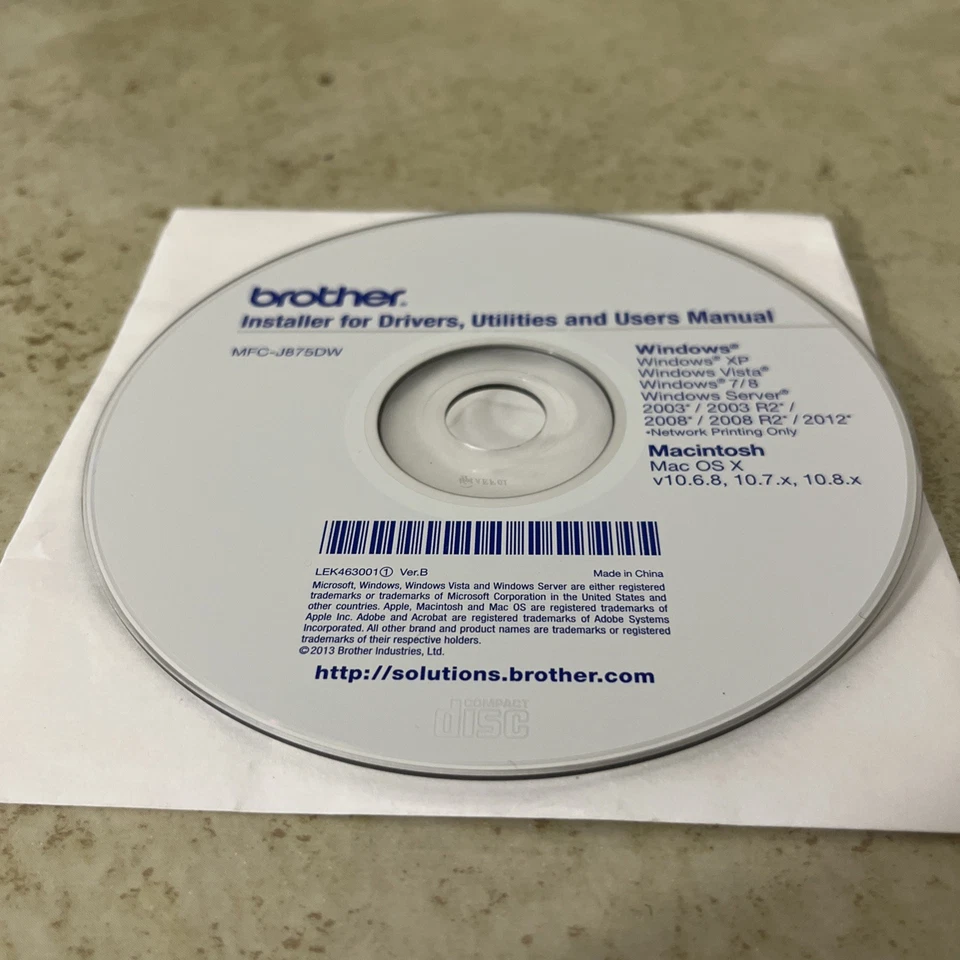 brother.
Installer for Drivers, Utilities and Users Manual
MFC-J875DW
Windows®
Windows® XP
Windows Vista®
Windows® 7/8
Windows Server®
2003* / 2003 R2* /
2008* / 2008 R2* / 2012*
*Network Printing Only
Macintosh
Mac OS X
v10.6.8, 10.7.x, 10.8.x
LEK463001① Ver.B
Made in China
Microsoft, Windows, Windows Vista and Windows Server are either registered
trademarks or trademarks of Microsoft Corporation in the United States and
other countries. Apple, Macintosh and Mac OS are registered trademarks of
Apple Inc. Adobe and Acrobat are registered trademarks of Adobe Systems
Incorporated. All other brand and product names are trademarks or registered
trademarks of their respective holders.
©2013 Brother Industries, Ltd.
http://solutions.brother.com
COMPACT
disc